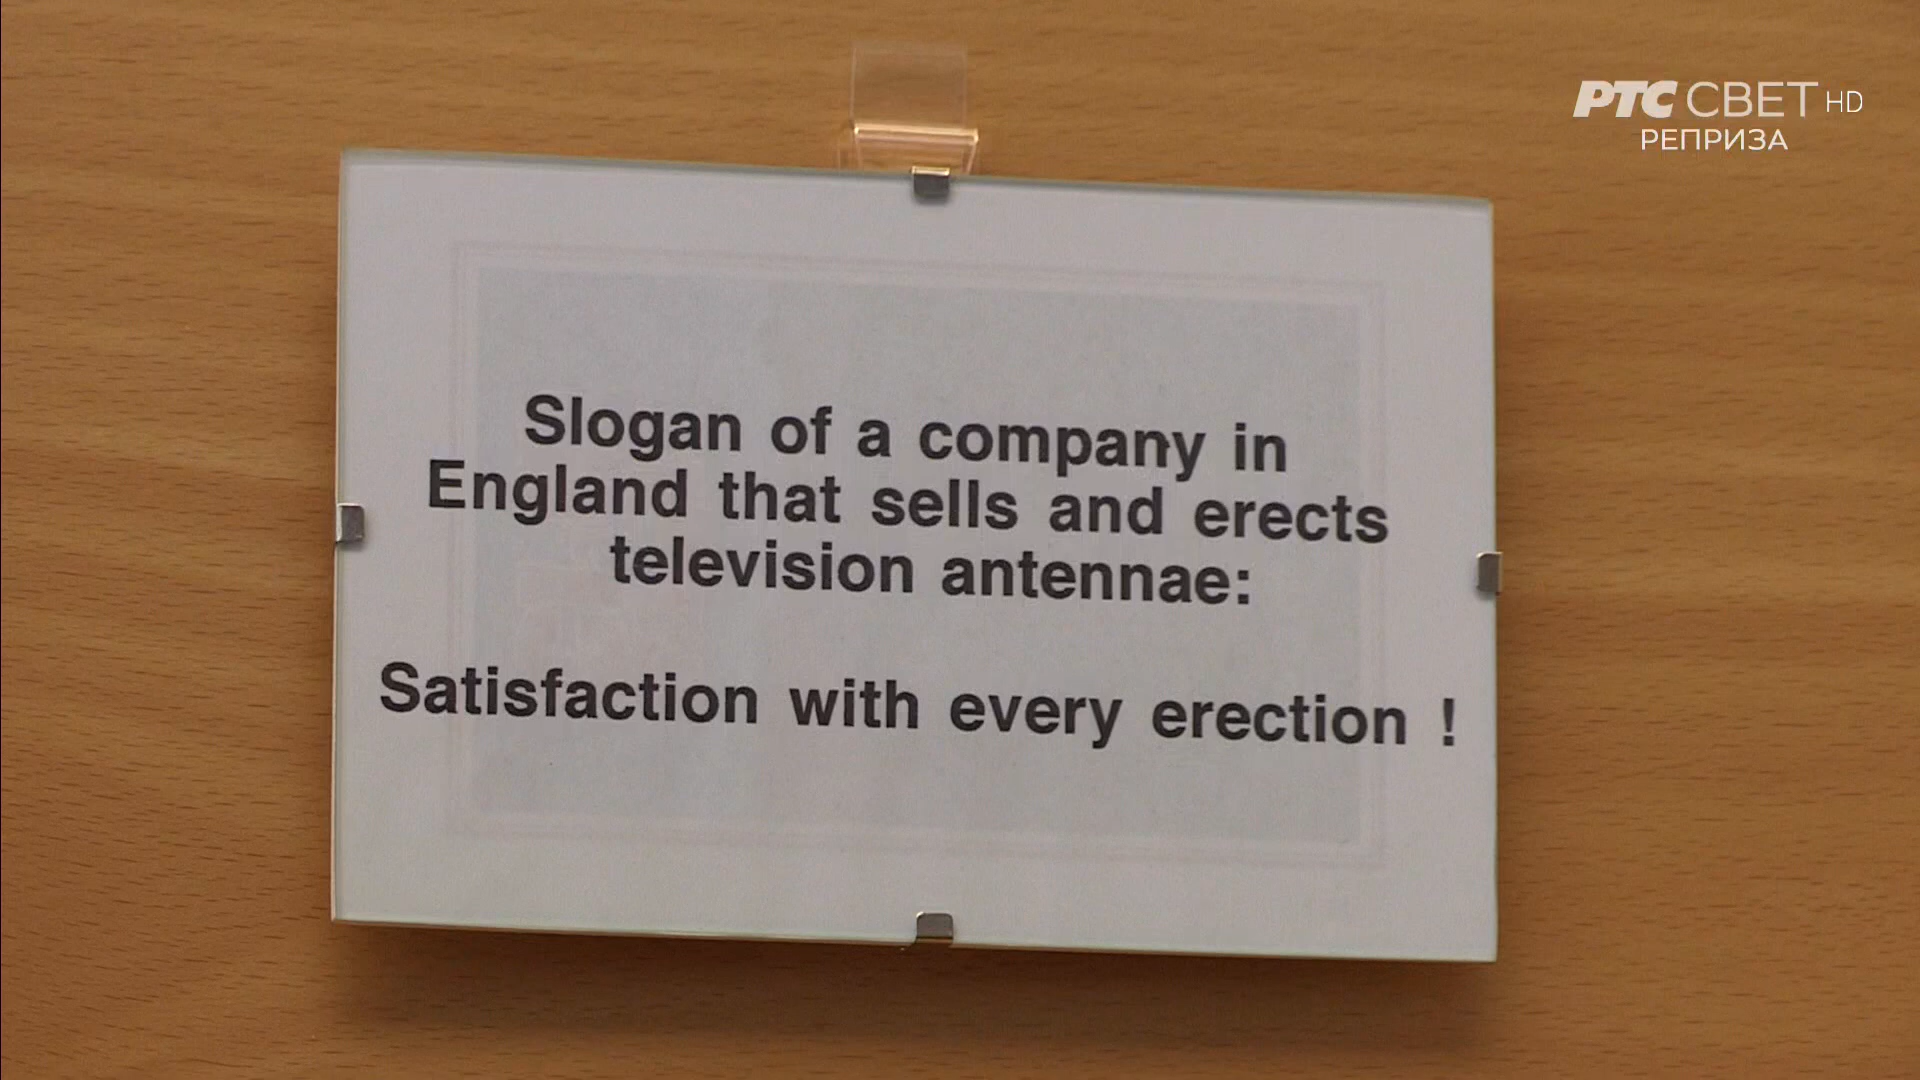 РТС СВЕТ HD
РЕПРИЗА
Slogan of a company in
England that sells and erects
television antennae:
Satisfaction with every erection !